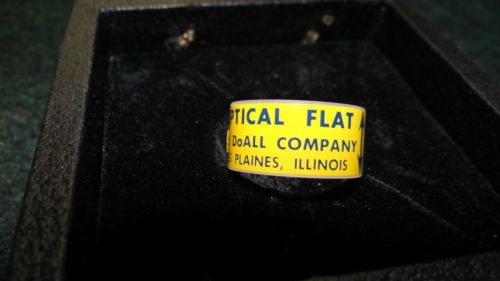 PTICAL FLAT
DoALL COMPANY
PLAINES, ILLINOIS